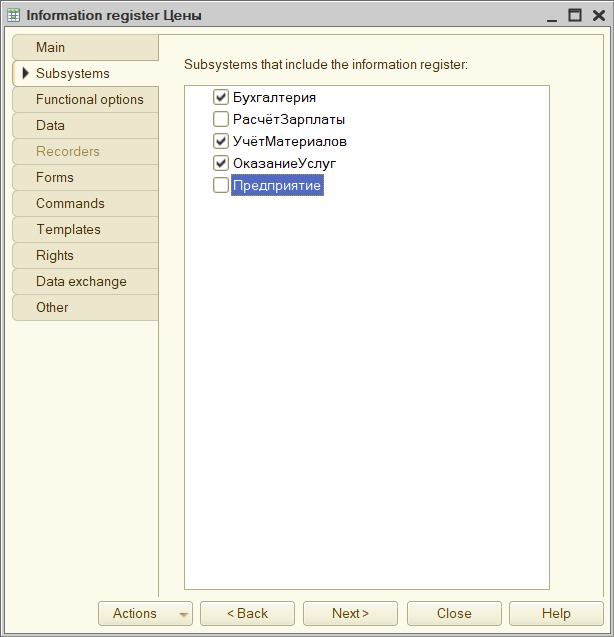 Information register Цены
Main
Subsystems
Functional options
Data
Recorders
Forms
Commands
Templates
Rights
Data exchange
Other
Subsystems that include the information register:
Бухгалтерия
РасчётЗарплаты
УчётМатериалов
ОказаниеУслуг
Предприятие
Actions
< Back
Next >
Close
Help